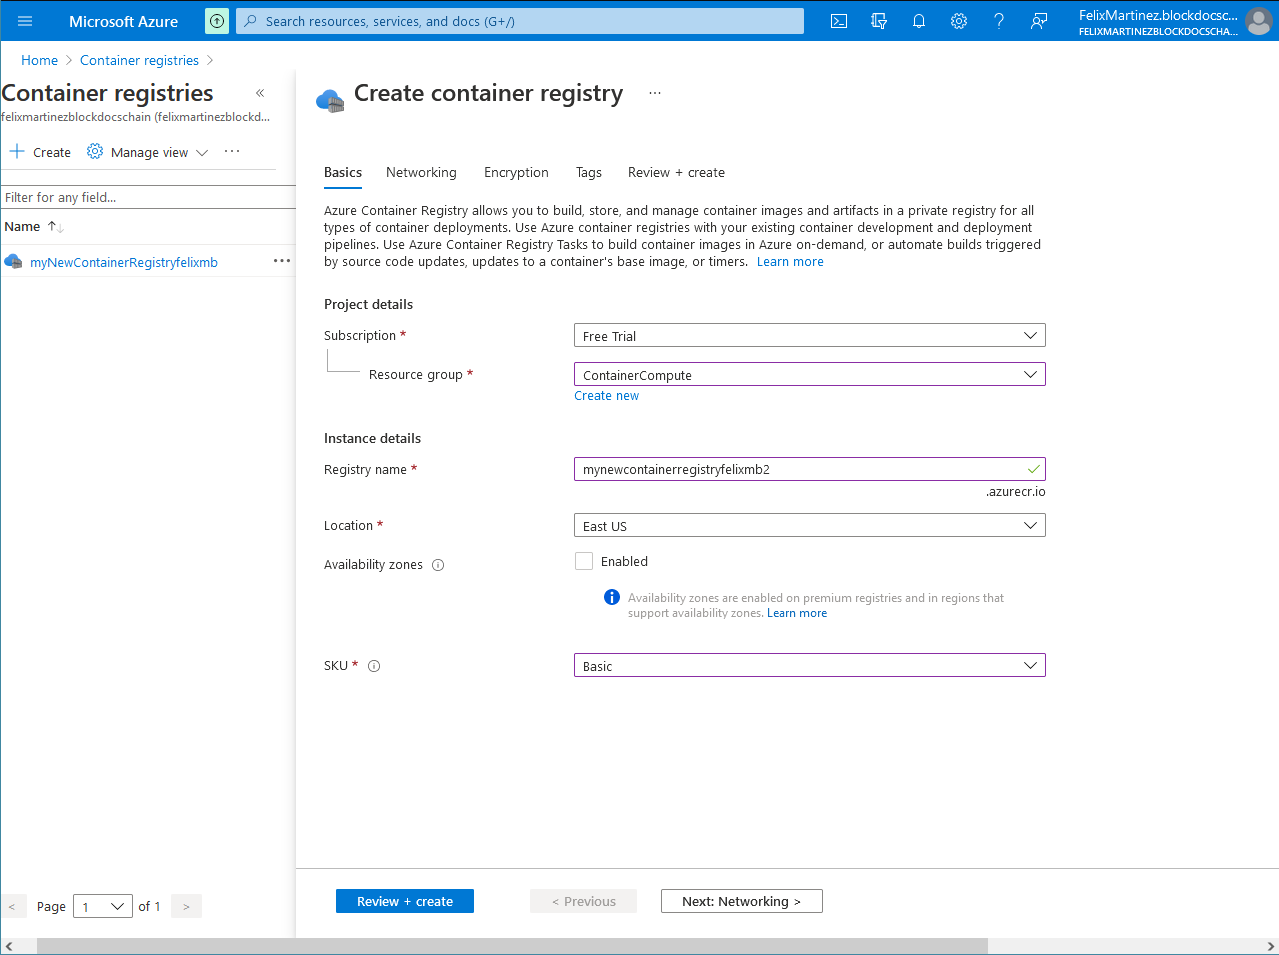 Microsoft Azure
Search resources, services, and docs (G+/)
FelixMartinez.blockdocsc...
FELIXMARTINEZBLOCKDOCSCHA...
Home > Container registries >
Container registries «
felixmartinezblockdocschain (felixmartinezblockd...
+ Create Manage view ...
Filter for any field...
Name ↑↓
myNewContainerRegistryfelixmb ...
< Page 1 of 1 >
Create container registry ...
Basics Networking Encryption Tags Review + create
Azure Container Registry allows you to build, store, and manage container images and artifacts in a private registry for all
types of container deployments. Use Azure container registries with your existing container development and deployment
pipelines. Use Azure Container Registry Tasks to build container images in Azure on-demand, or automate builds triggered
by source code updates, updates to a container's base image, or timers. Learn more
Project details
Subscription * Free Trial
Resource group * ContainerCompute
Create new
Instance details
Registry name * mynewcontainerregistryfelixmb2
.azurecr.io
Location * East US
Availability zones Enabled
Availability zones are enabled on premium registries and in regions that
support availability zones. Learn more
SKU * Basic
Review + create < Previous Next: Networking >